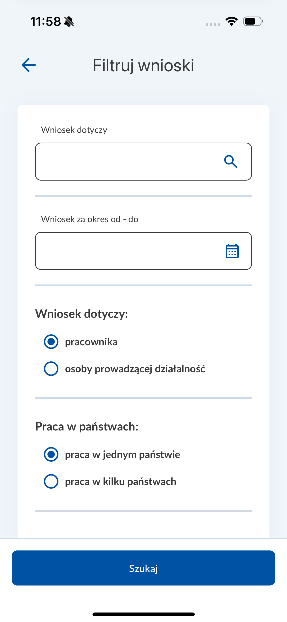 11:58
Filtruj wnioski
Wniosek dotyczy
Wniosek za okres od - do
Wniosek dotyczy:
pracownika
osoby prowadzącej działalność
Praca w państwach:
praca w jednym państwie
praca w kilku państwach
Szukaj